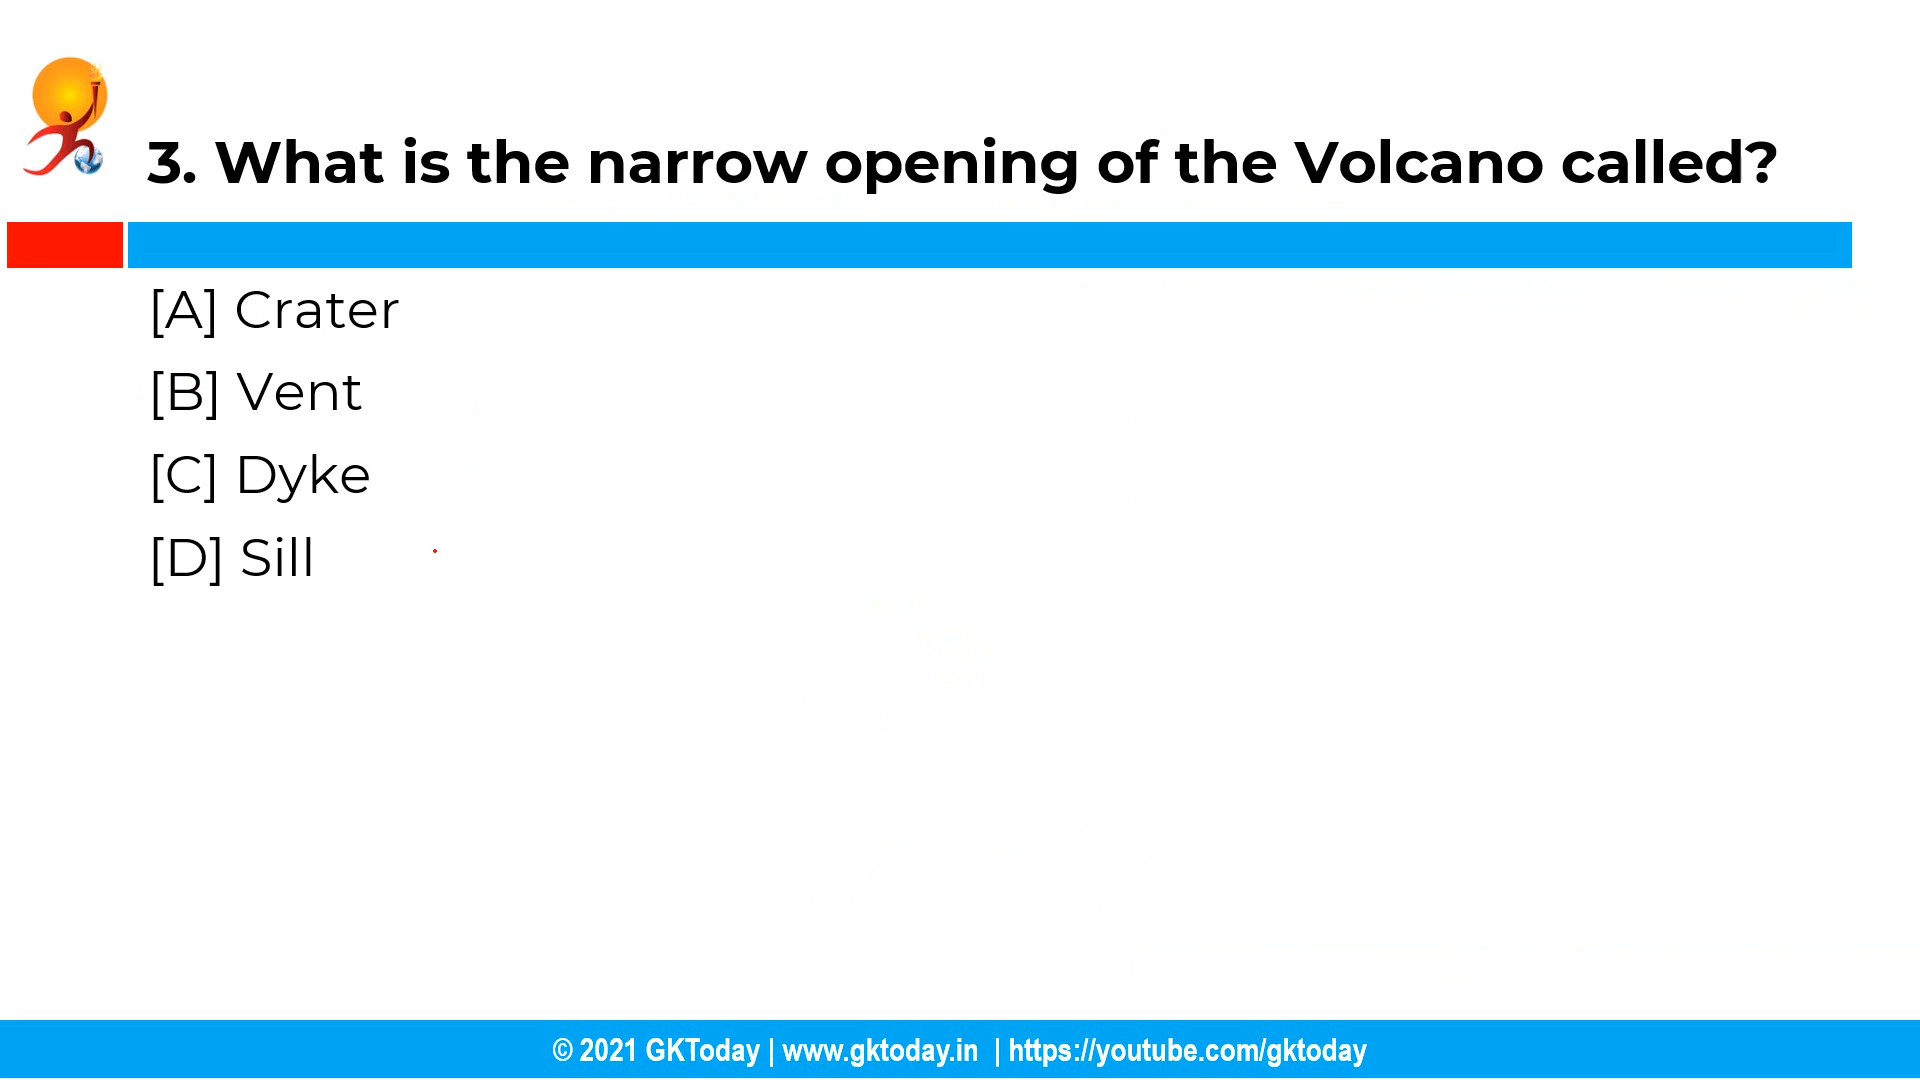 3. What is the narrow opening of the Volcano called?
[A] Crater
[B] Vent
[C] Dyke
[D] Sill
© 2021 GKToday | www.gktoday.in | https://youtube.com/gktoday